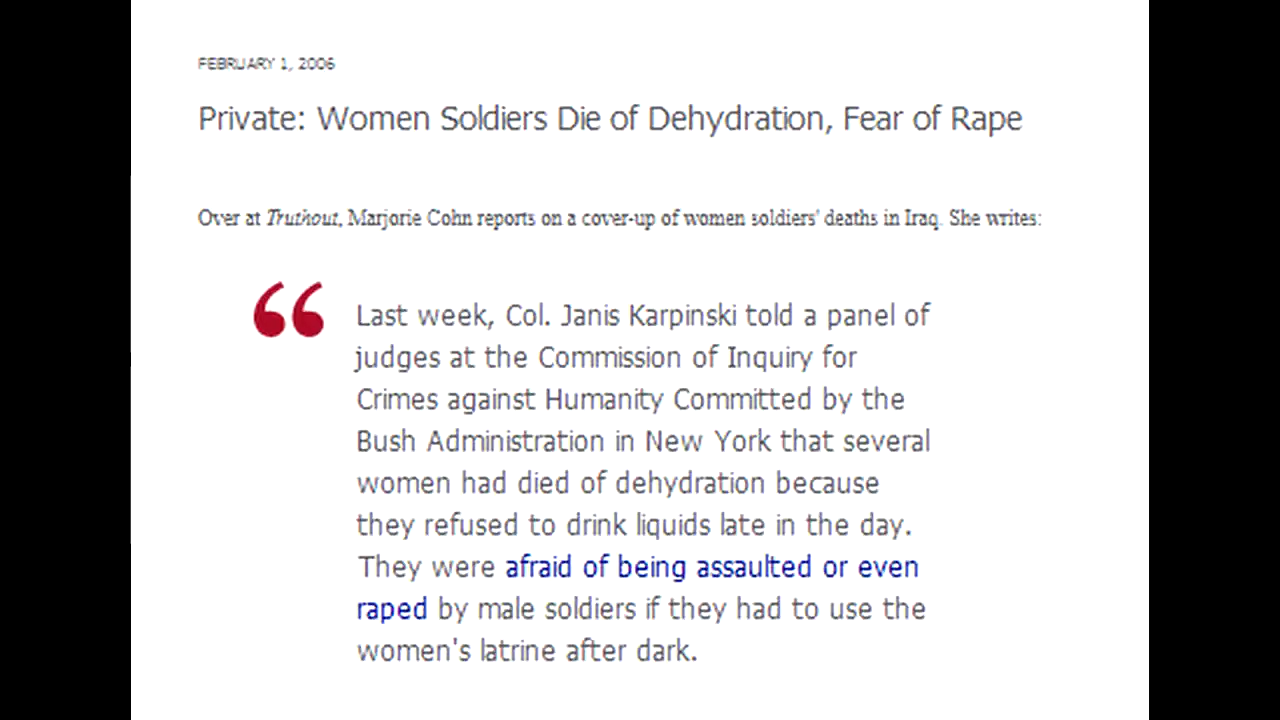 FEBRUARY 1, 2006
Private: Women Soldiers Die of Dehydration, Fear of Rape
Over at Truthout, Marjorie Cohn reports on a cover-up of women soldiers' deaths in Iraq. She writes:
“
Last week, Col. Janis Karpinski told a panel of
judges at the Commission of Inquiry for
Crimes against Humanity Committed by the
Bush Administration in New York that several
women had died of dehydration because
they refused to drink liquids late in the day.
They were afraid of being assaulted or even
raped by male soldiers if they had to use the
women's latrine after dark.